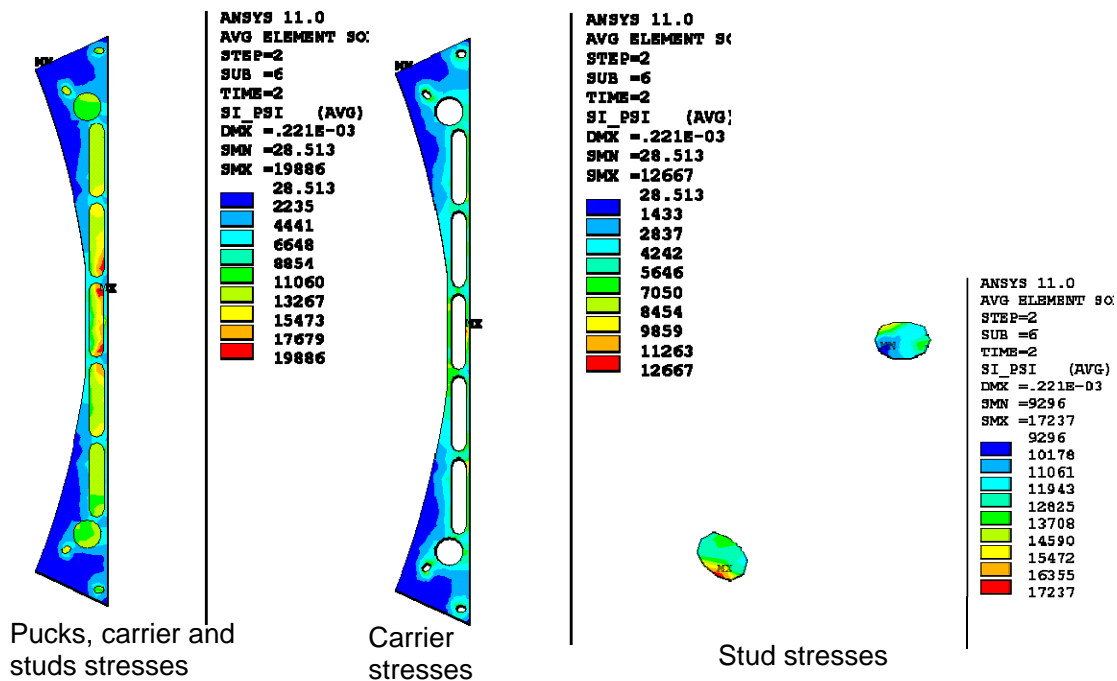 ANSYS 11.0
AVG ELEMENT SO
STEP=2
SUB =6
TIME=2
SI_PSI (AVG)
DMX =.221E-03
SMN =28.513
SMX =19886
28.513
2235
4441
6648
8854
11060
13267
15473
17679
19886
MX
Pucks, carrier and
studs stresses
ANSYS 11.0
AVG ELEMENT SO
STEP=2
SUB =6
TIME=2
SI_PSI (AVG)
DMX =.221E-03
SMN =28.513
SMX =12667
28.513
1433
2837
4242
5646
7050
8454
9859
11263
12667
MX
Carrier
stresses
ANSYS 11.0
AVG ELEMENT SO
STEP=2
SUB =6
TIME=2
SI_PSI (AVG)
DMX =.221E-03
SMN =9296
SMX =17237
9296
10178
11061
11943
12825
13708
14590
15472
16355
17237
MN
MX
Stud stresses